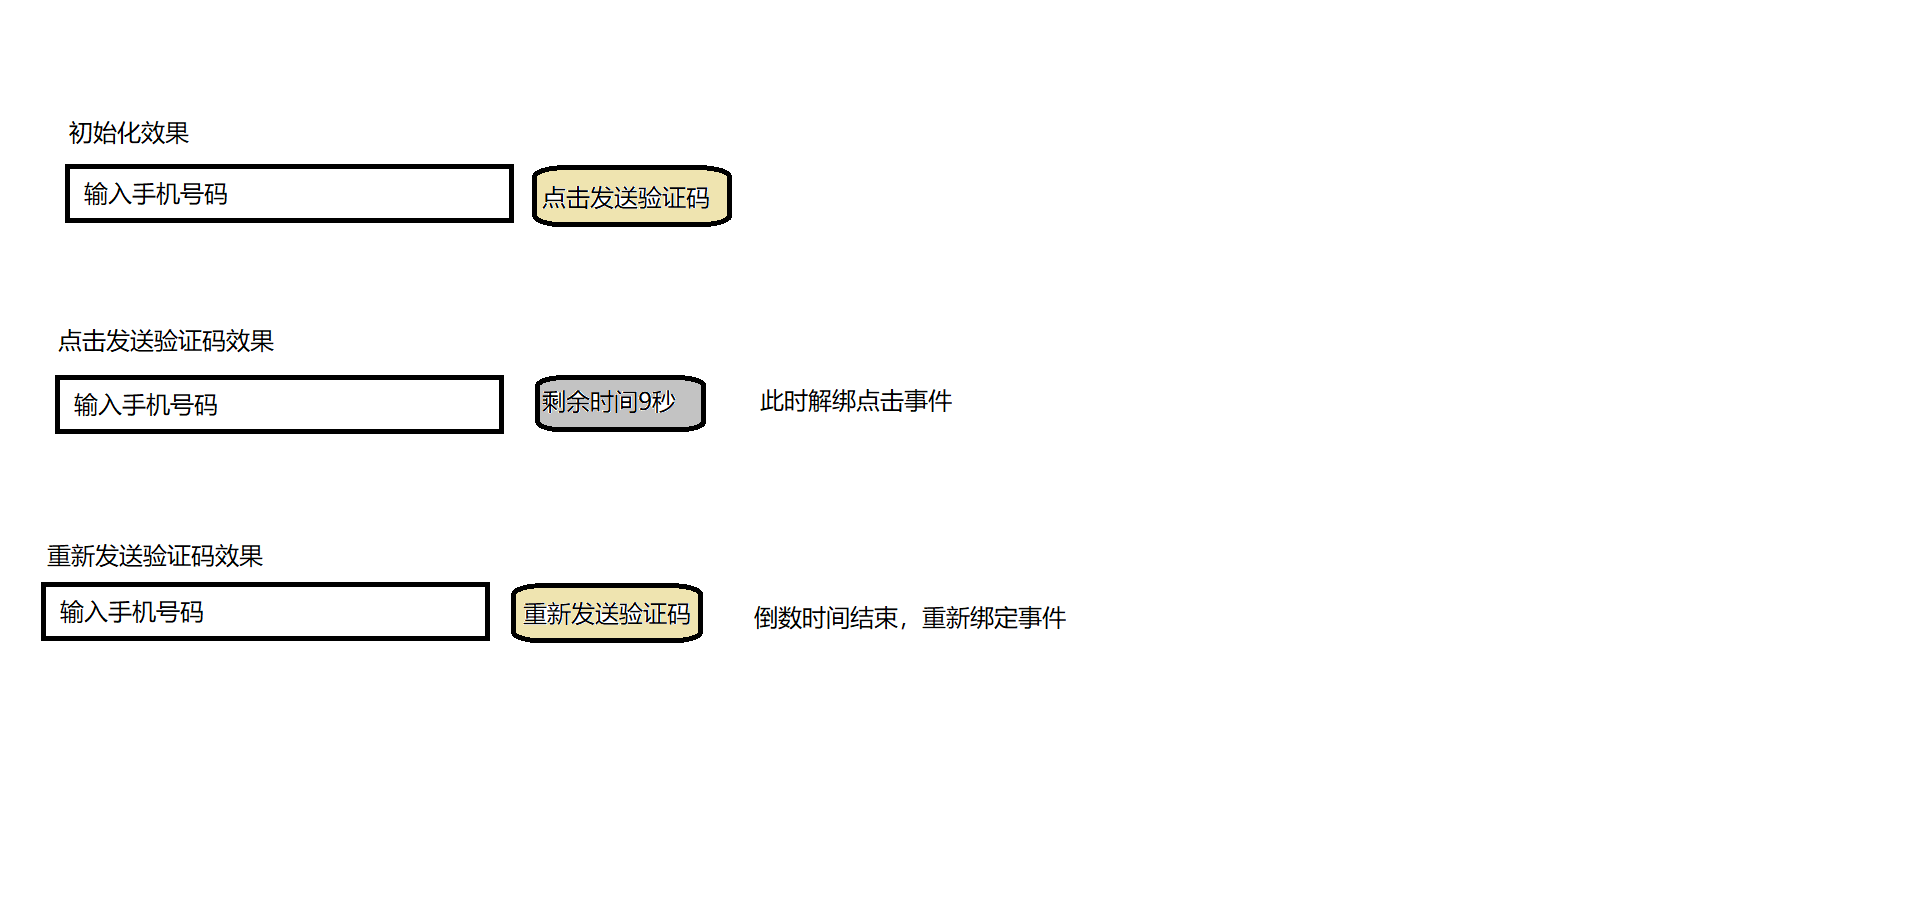 初始化效果
输入手机号码
点击发送验证码
点击发送验证码效果
输入手机号码
剩余时间9秒
此时解绑点击事件
重新发送验证码效果
输入手机号码
重新发送验证码
倒数时间结束，重新绑定事件